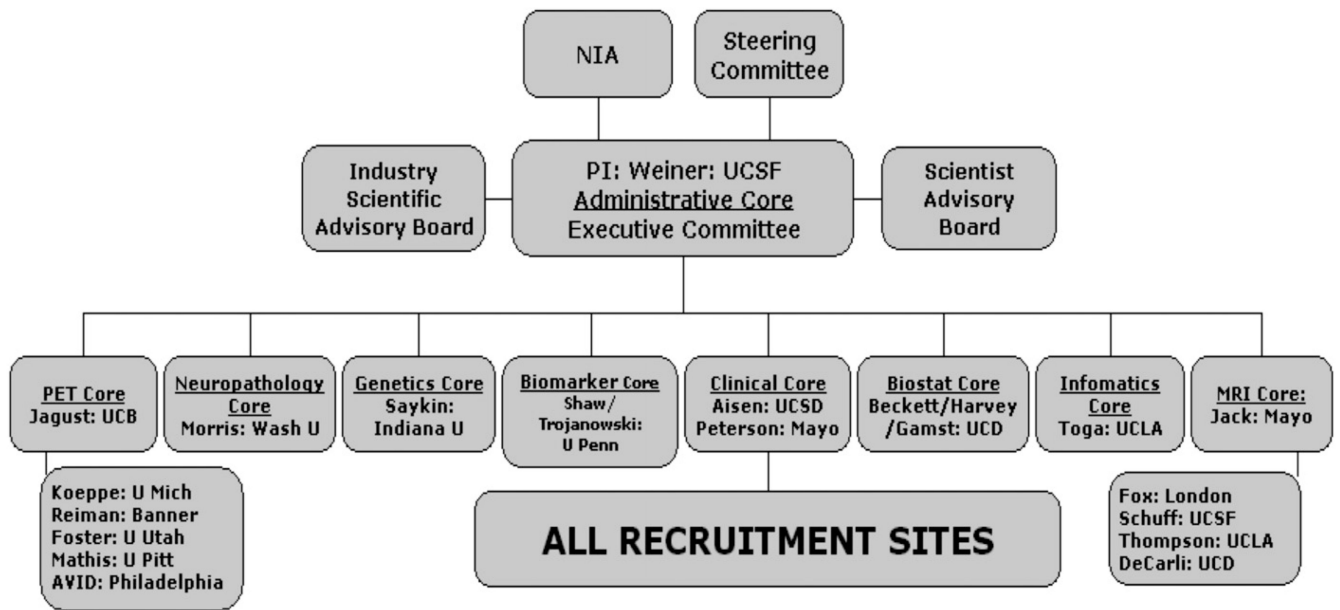 NIA
Steering
Committee
Industry
Scientific
Advisory Board
PI: Weiner: UCSF
Administrative Core
Executive Committee
Scientist
Advisory
Board
PET Core
Jagust: UCB
Neuropathology
Core
Morris: Wash U
Genetics Core
Saykin:
Indiana U
Biomarker Core
Shaw/
Trojanowski:
U Penn
Clinical Core
Aisen: UCSD
Peterson: Mayo
Biostat Core
Beckett/Harvey
/Gamst: UCD
Infomatics
Core
Toga: UCLA
MRI Core:
Jack: Mayo
Koeppe: U Mich
Reiman: Banner
Foster: U Utah
Mathis: U Pitt
AVID: Philadelphia
ALL RECRUITMENT SITES
Fox: London
Schuff: UCSF
Thompson: UCLA
DeCarli: UCD